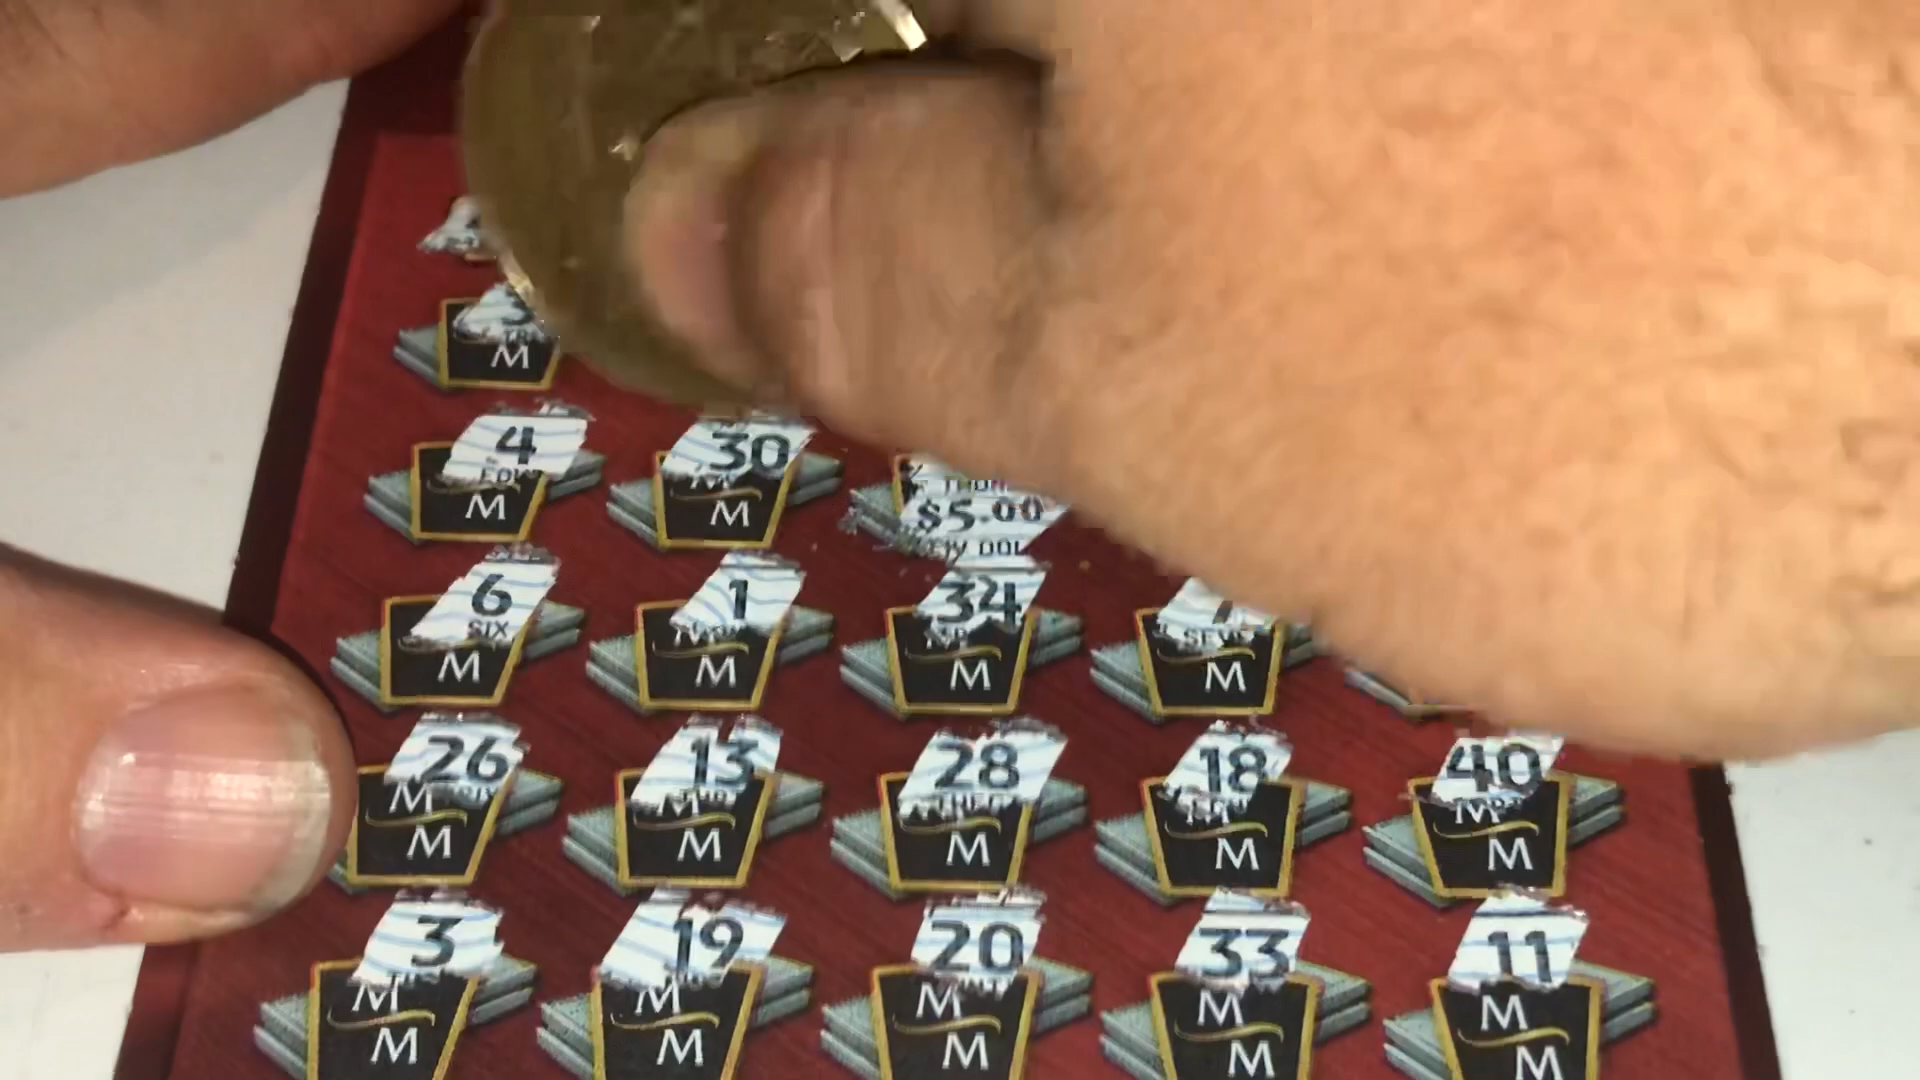 M
4 30
M M $5.00
6 1 34
SIX
M M M M
26 13 28 18 40
M M
M M M M M
3 19 20 33 11
M M M M M
M M M M M